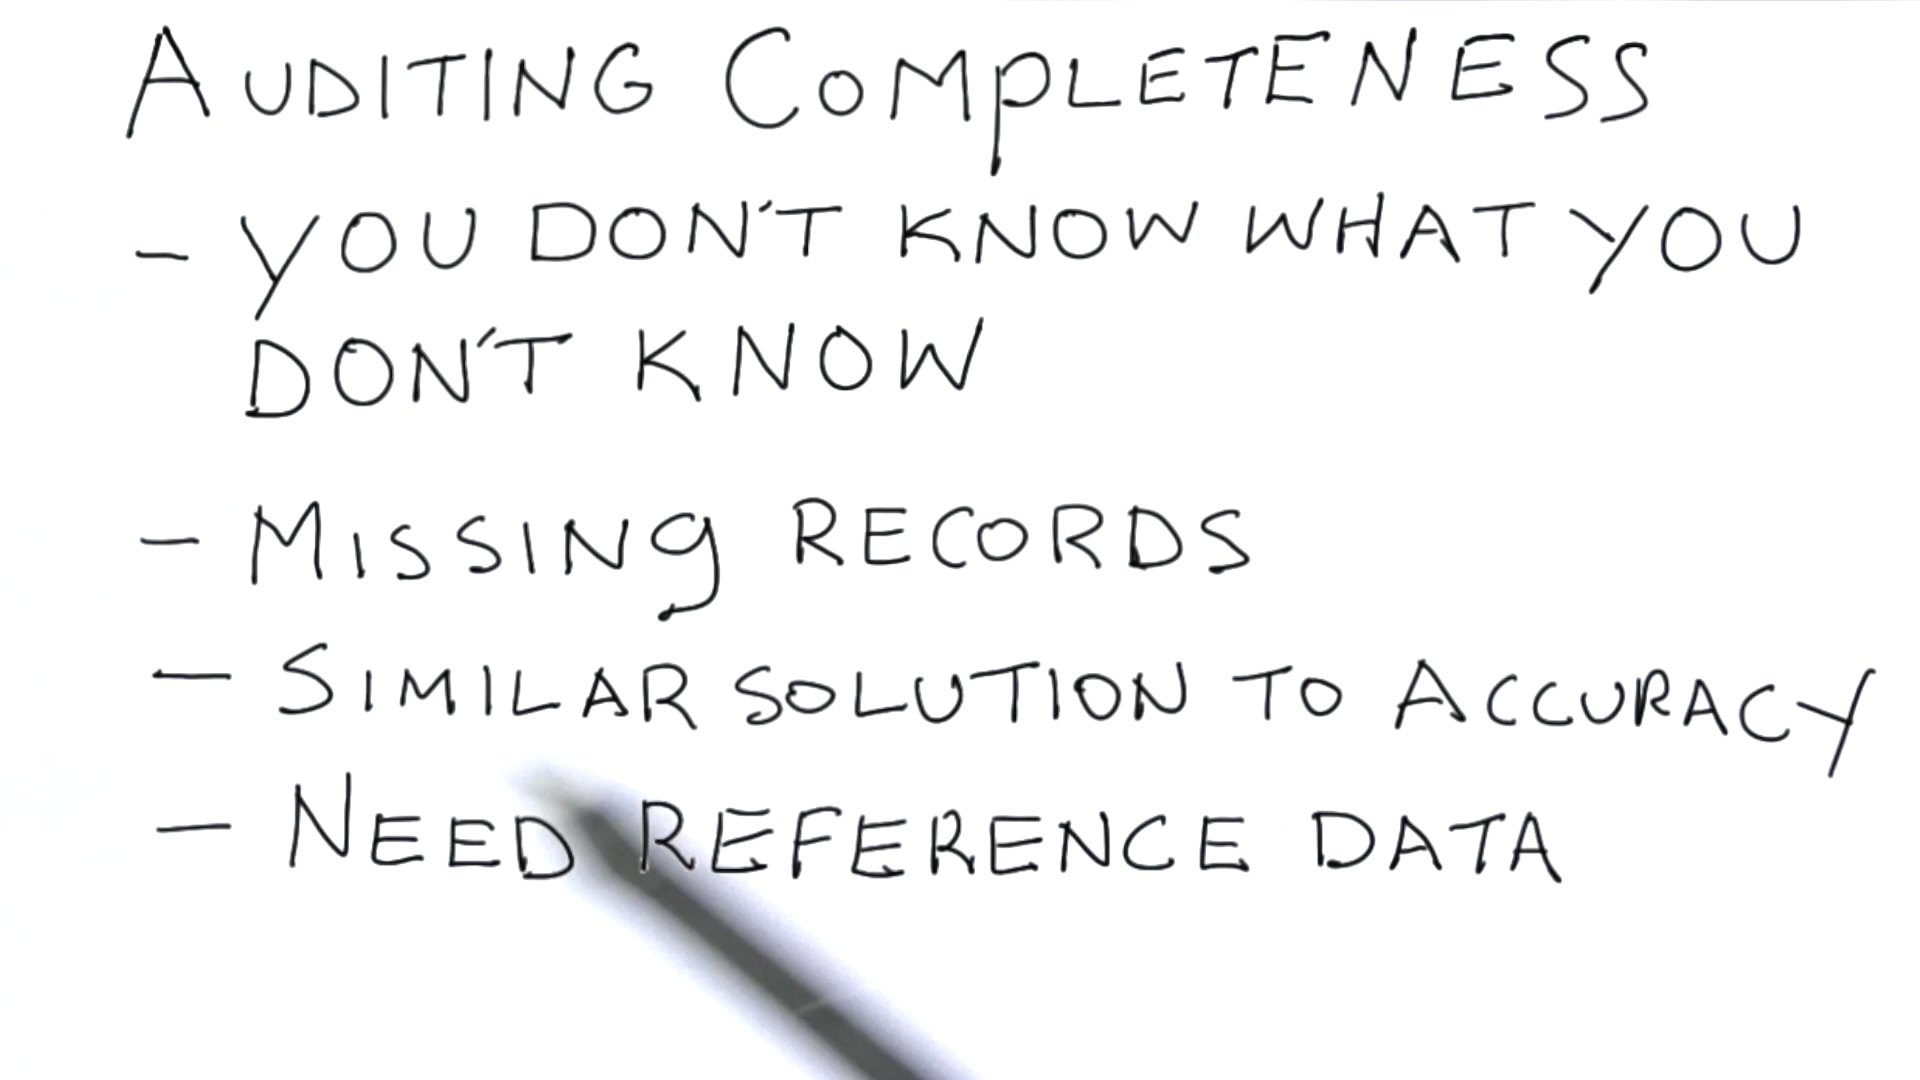 AUDITING COMPLETENESS
- YOU DON'T KNOW WHAT YOU
DON'T KNOW
- MISSINg RECORDS
- SIMILAR SOLUTION TO ACCURACY
- NEED REFERENCE DATA